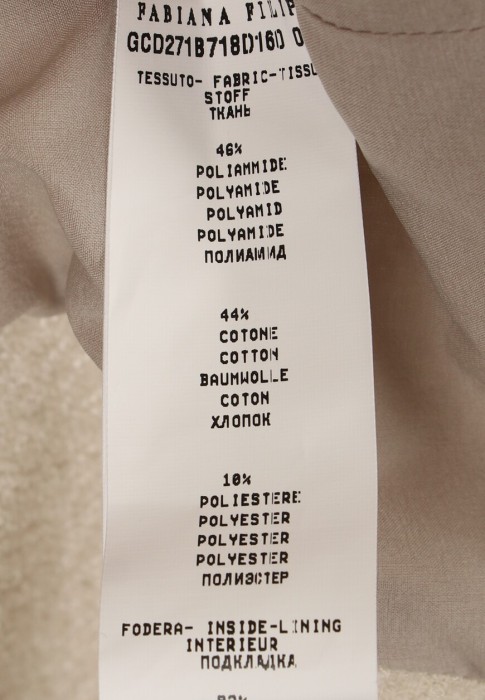 FABIANA FILIP
GCD271B718D160 0
TESSUTO- FABRIC-TISSU
STOFF
ТКАНЬ
46%
POLIAMMIDE
POLYAMIDE
POLYAMID
POLYAMIDE
ПОЛИАМИД
44%
COTONE
COTTON
BAUMWOLLE
COTON
ХЛОПОК
10%
POLIESTERE
POLYESTER
POLYESTER
POLYESTER
ПОЛИЭСТЕР
FODERA- INSIDE-LINING
INTERIEUR
ПОДКЛАДКА